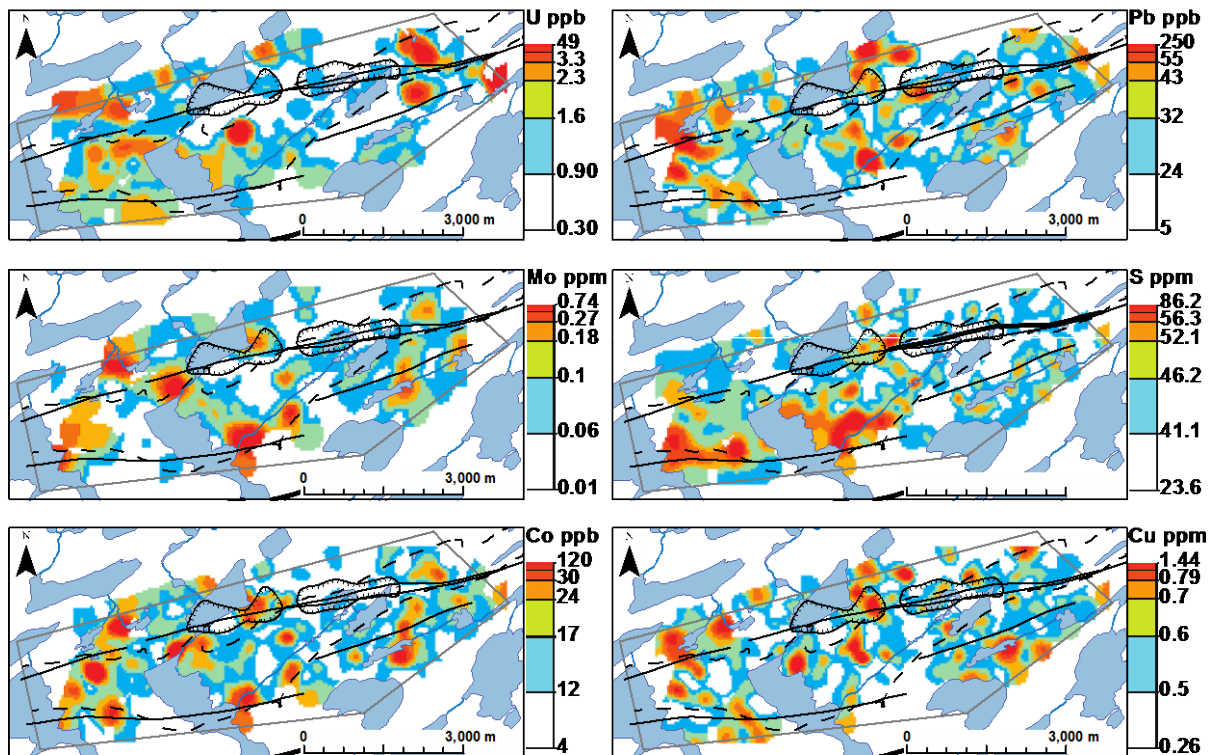 N
U ppb
49
3.3
2.3
1.6
0.90
0.30
0
3,000 m
N
Pb ppb
250
55
43
32
24
5
0
3,000 m
N
Mo ppm
0.74
0.27
0.18
0.1
0.06
0.01
0
3,000 m
N
S ppm
86.2
56.3
52.1
46.2
41.1
23.6
N
Co ppb
120
30
24
17
12
4
0
3,000 m
N
Cu ppm
1.44
0.79
0.7
0.6
0.5
0.26
0
3,000 m